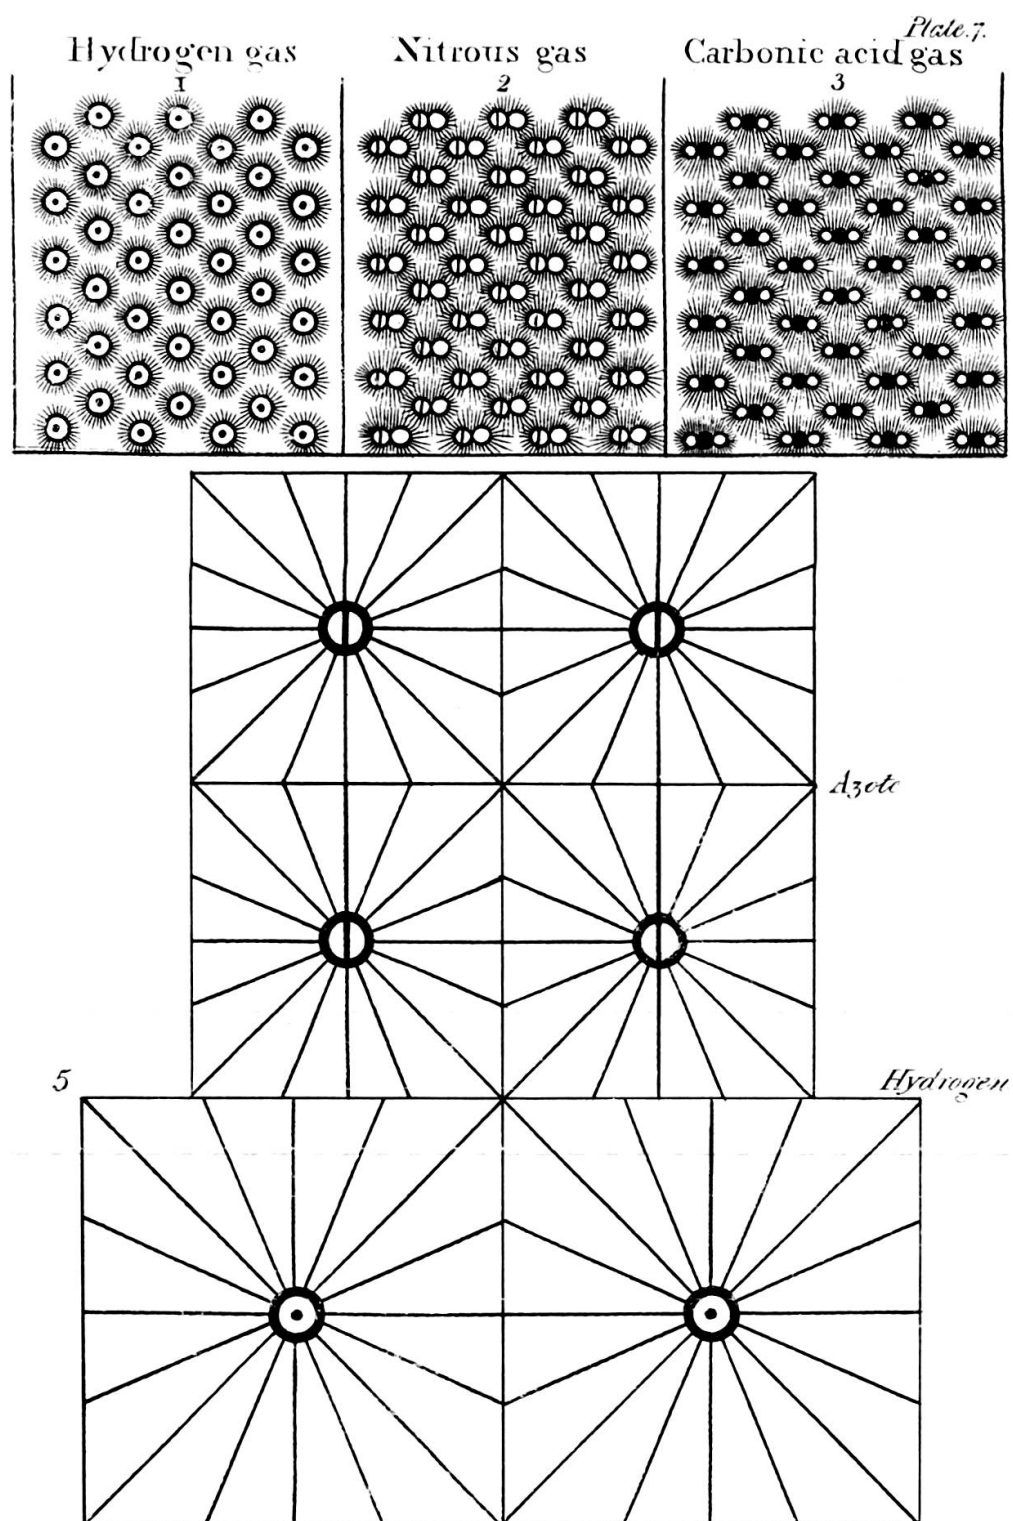 Plate.7.
Hydrogen gas Nitrous gas Carbonic acid gas
1 2 3
Azote
5 Hydrogen